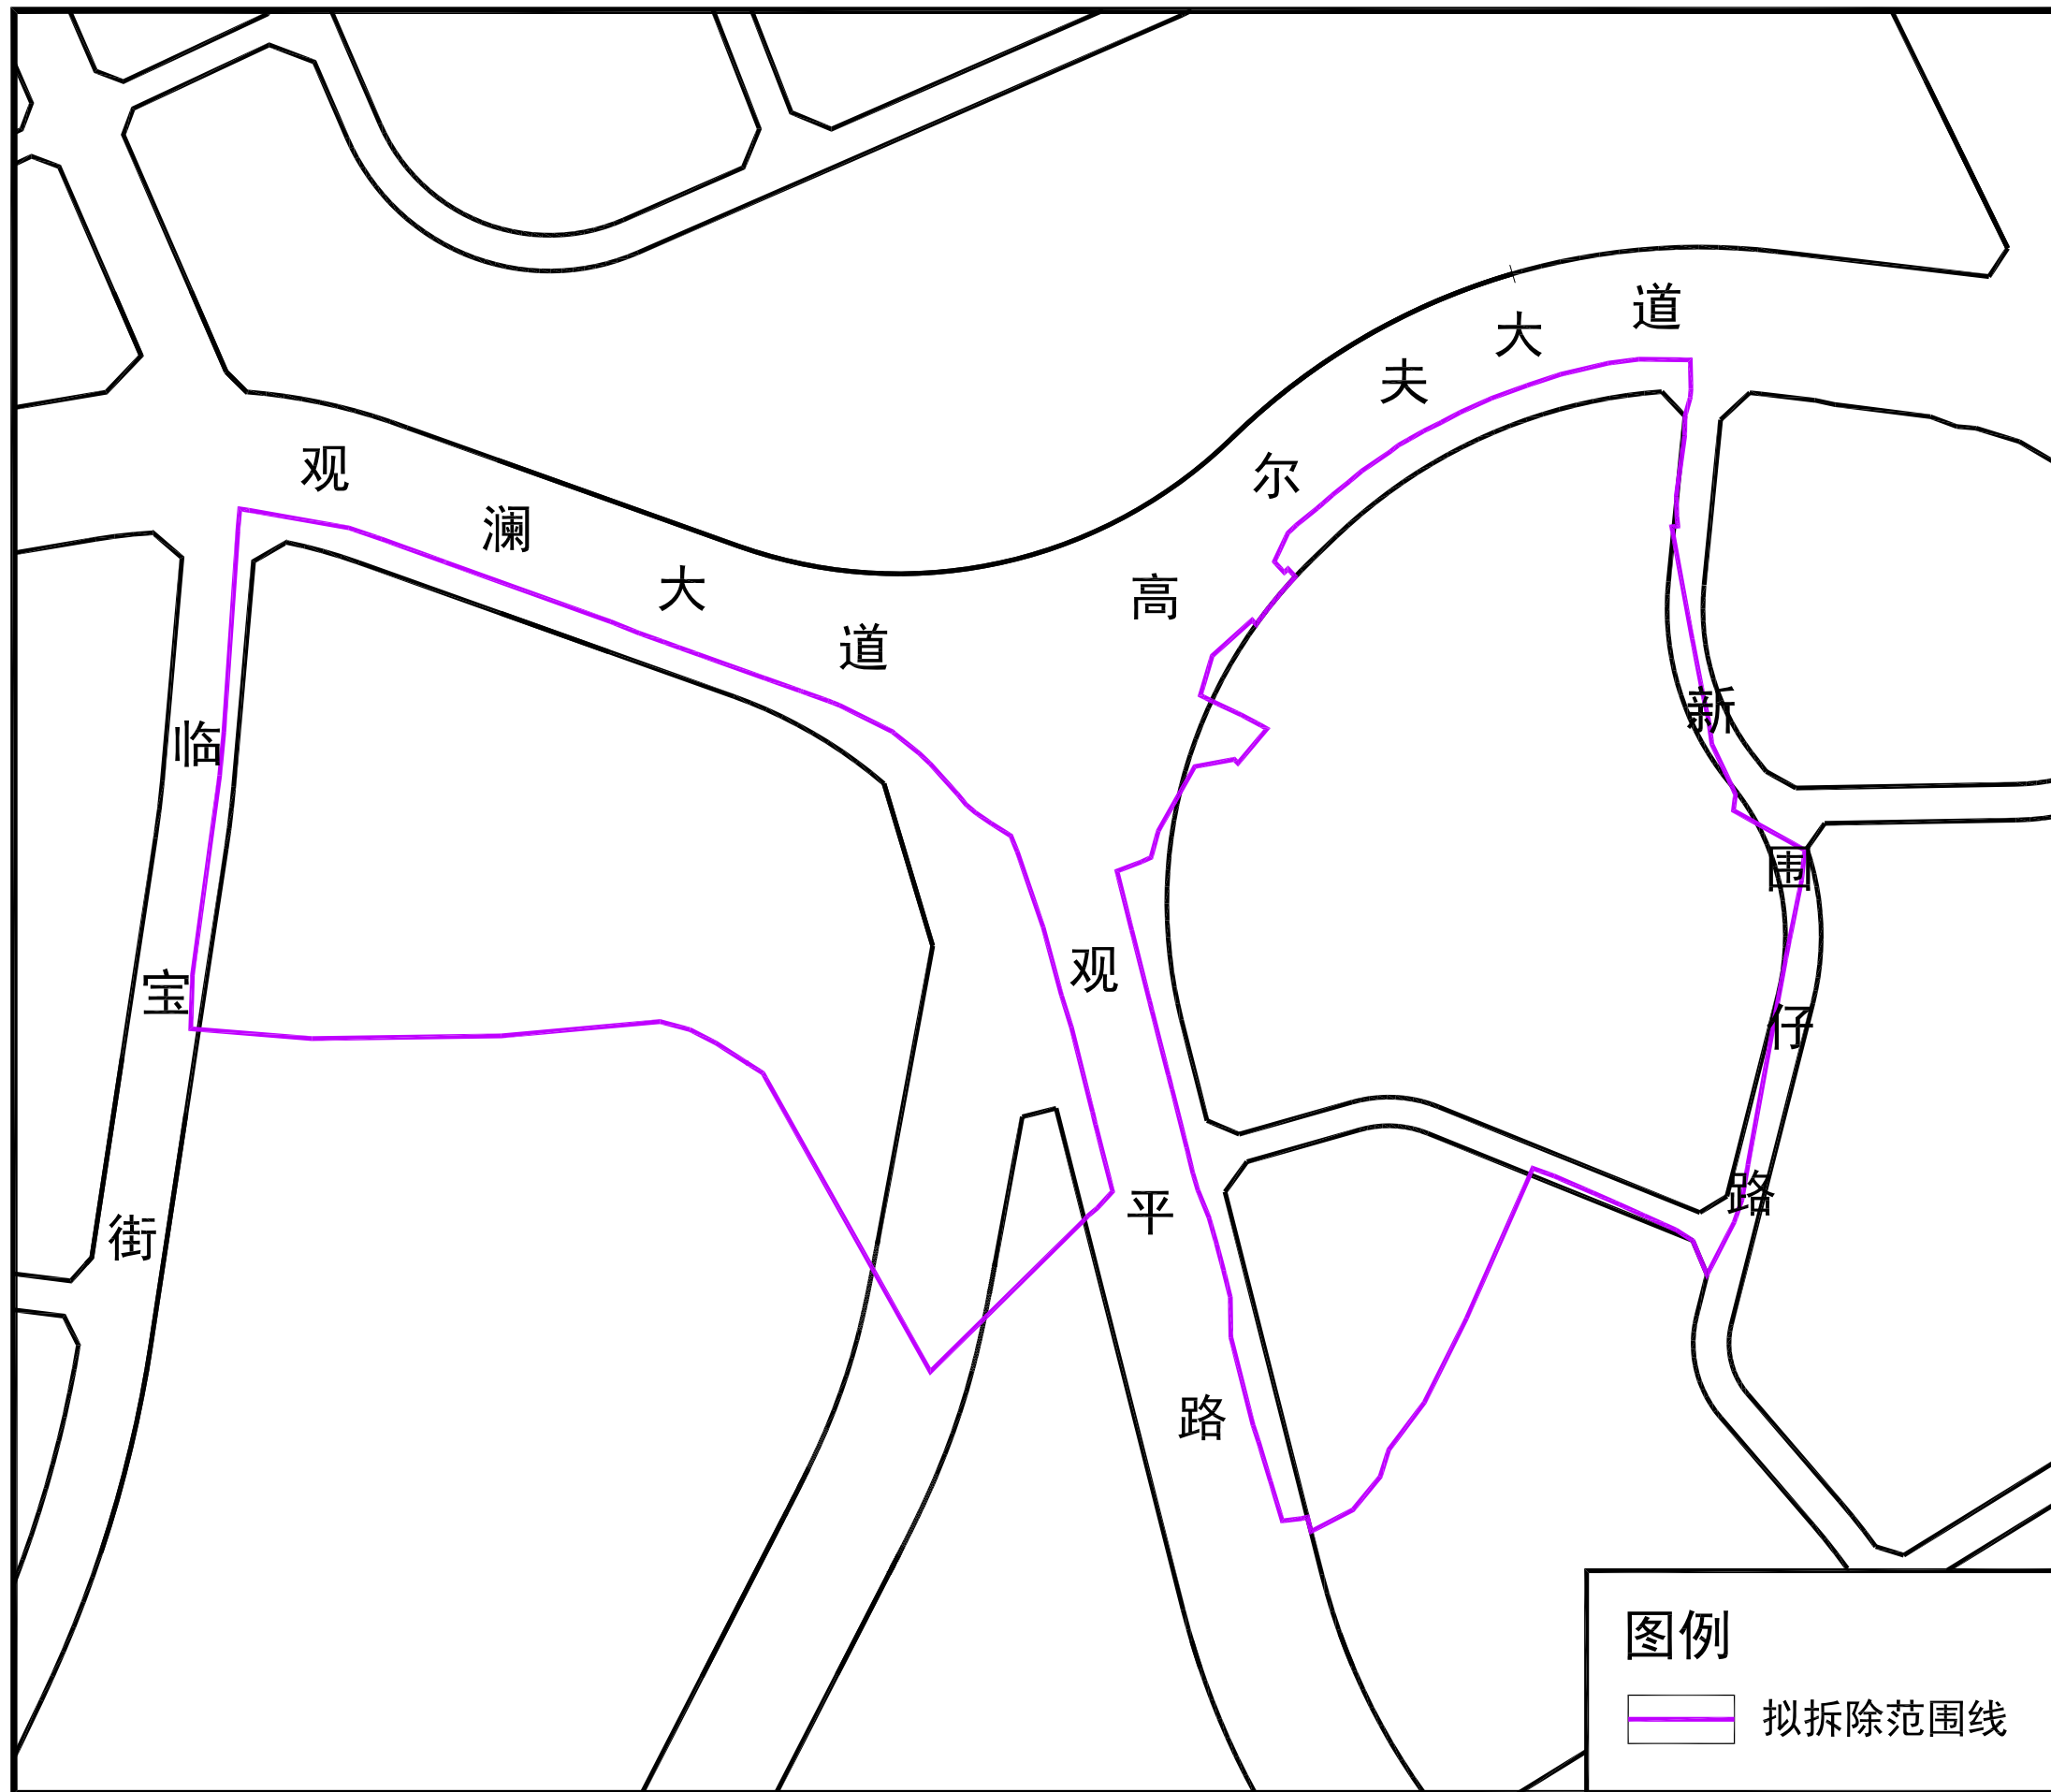 高尔夫大道
观澜大道
临宝街
观平路
新围仔路
图例
拟拆除范围线